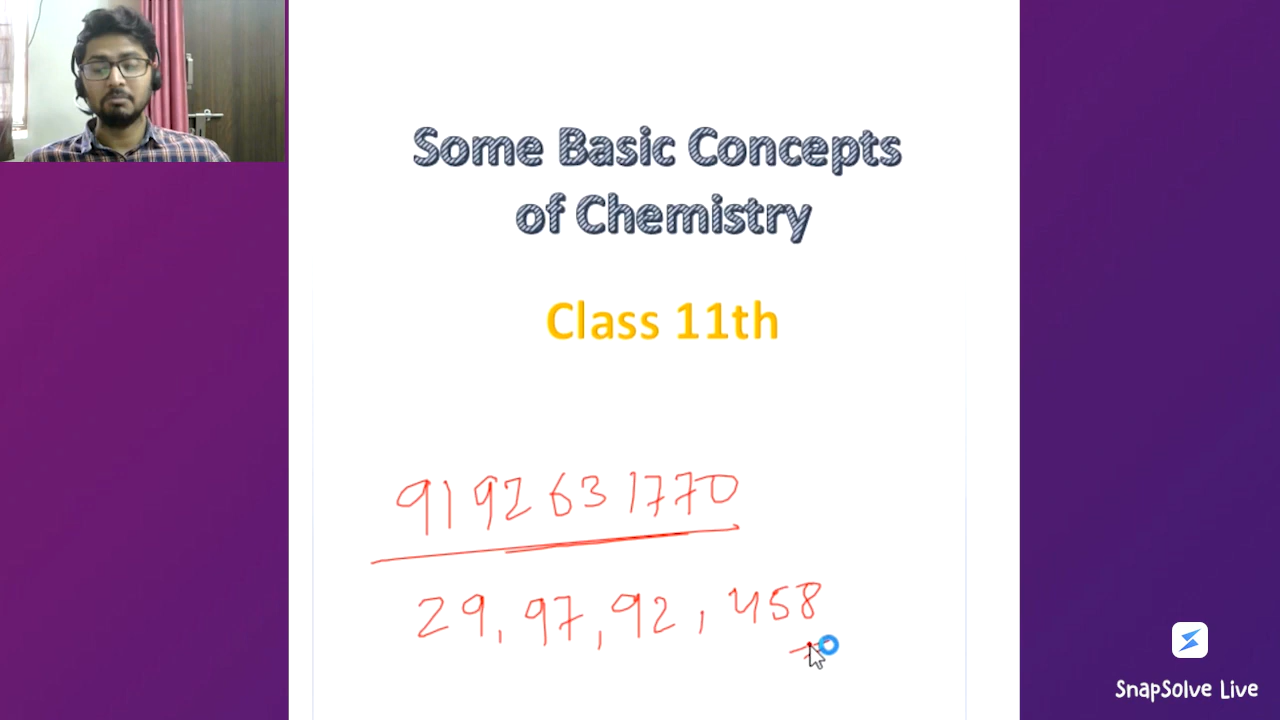 Some Basic Concepts
of Chemistry
Class 11th
9192631770
29,97,92,458
SnapSolve Live